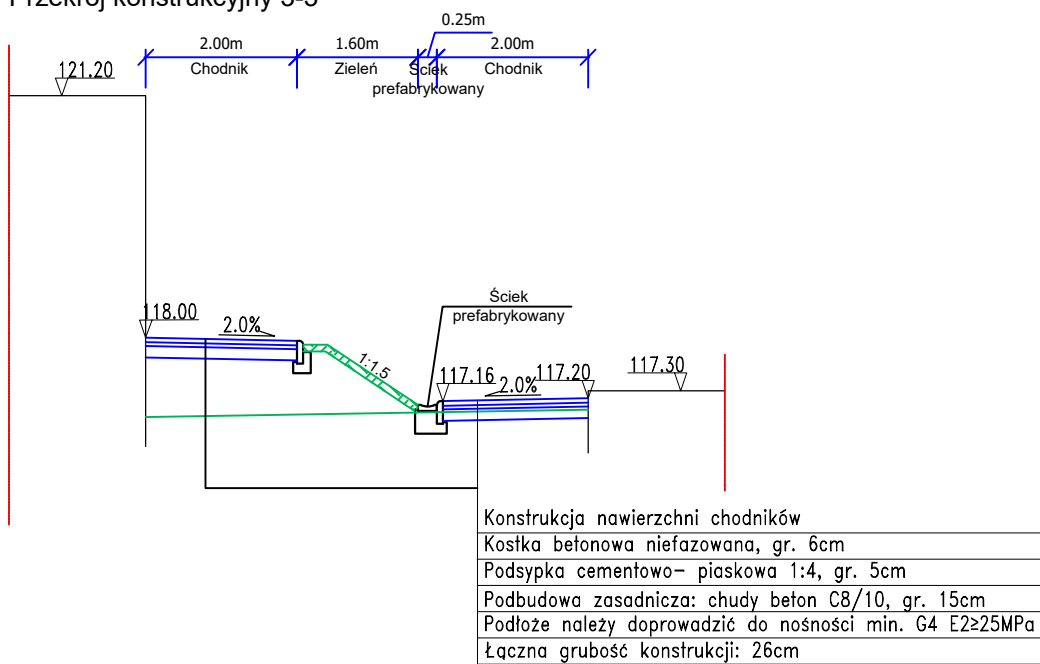 Przekrój konstrukcyjny 3-3
0.25m
2.00m
1.60m
2.00m
Chodnik
Zieleń
Ściek
prefabrykowany
Chodnik
121.20
118.00
2.0%
1:1.5
Ściek
prefabrykowany
117.16
2.0%
117.20
117.30
Konstrukcja nawierzchni chodników
Kostka betonowa niefazowana, gr. 6cm
Podsypka cementowo- piaskowa 1:4, gr. 5cm
Podbudowa zasadnicza: chudy beton C8/10, gr. 15cm
Podłoże należy doprowadzić do nośności min. G4 E2≥25MPa
Łączna grubość konstrukcji: 26cm